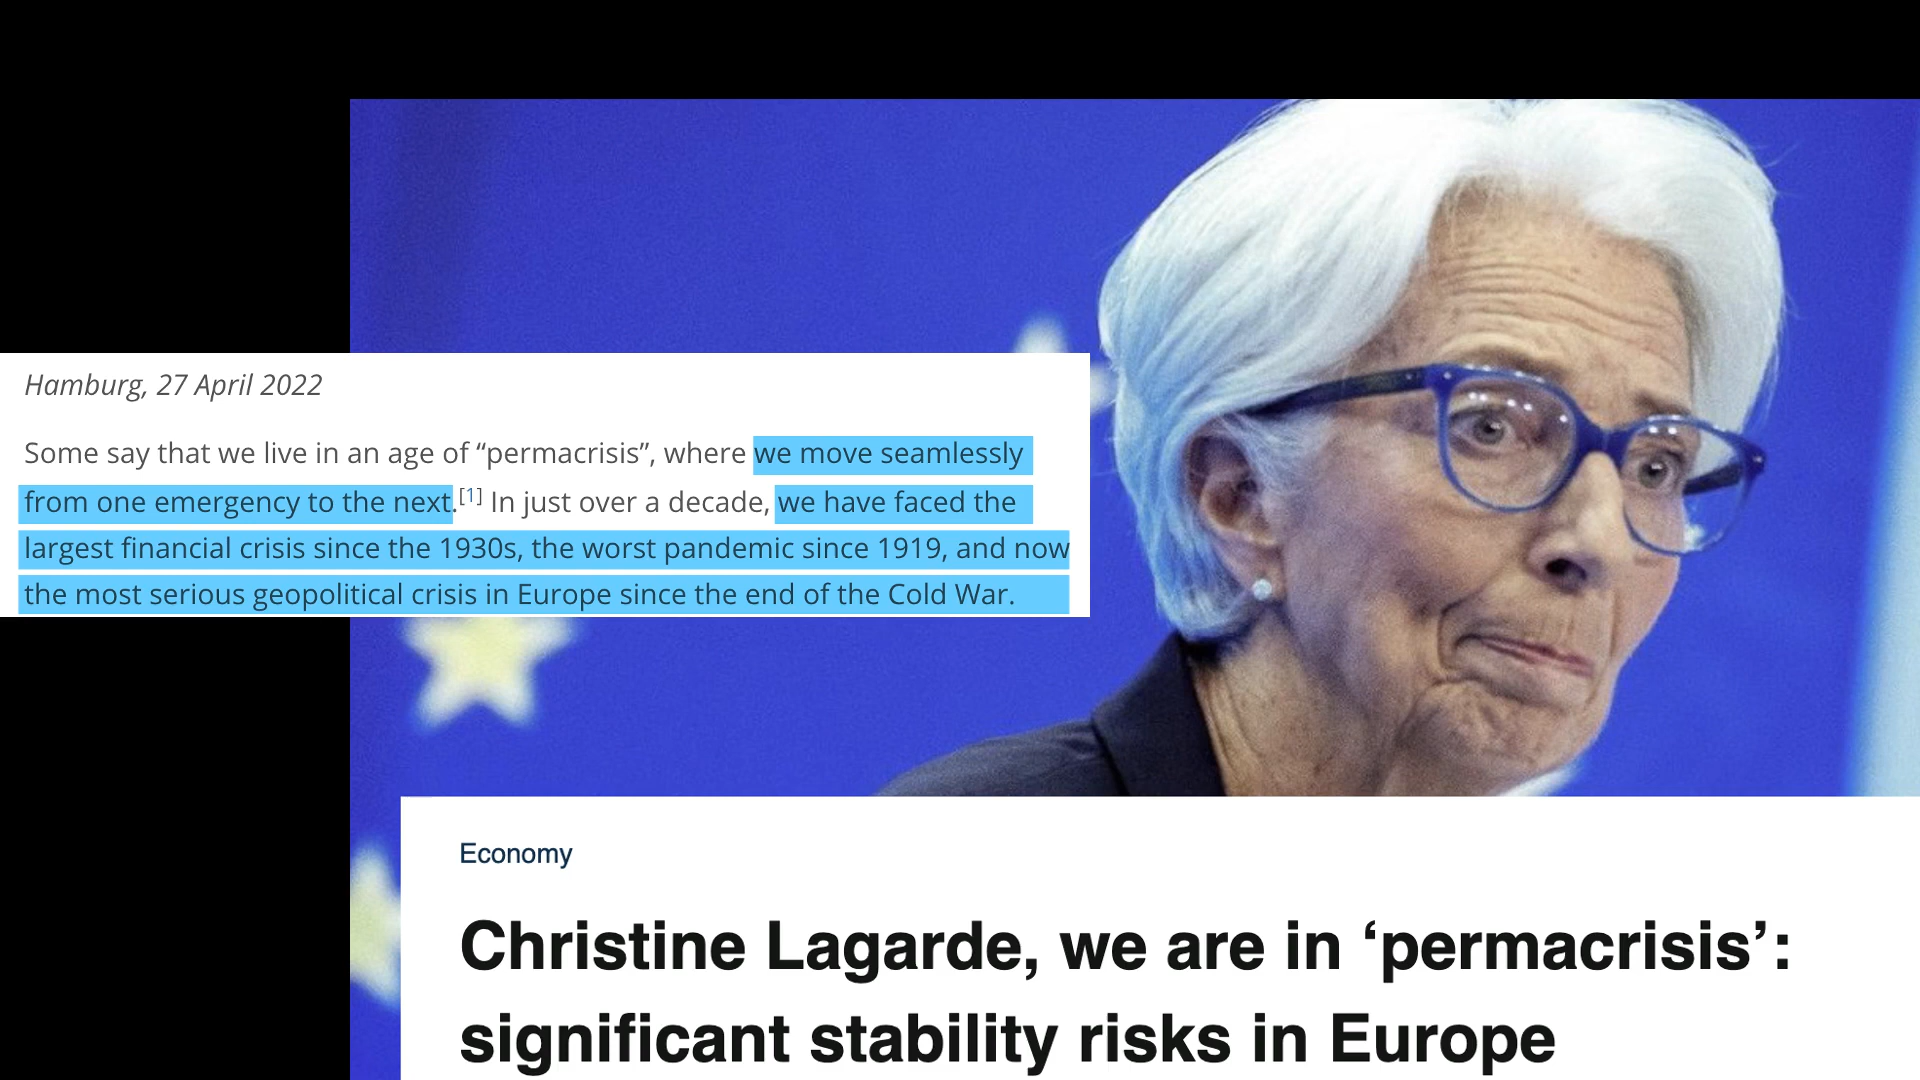 Hamburg, 27 April 2022
Some say that we live in an age of “permacrisis”, where we move seamlessly
from one emergency to the next.[1] In just over a decade, we have faced the
largest financial crisis since the 1930s, the worst pandemic since 1919, and now
the most serious geopolitical crisis in Europe since the end of the Cold War.
Economy
Christine Lagarde, we are in ‘permacrisis’:
significant stability risks in Europe